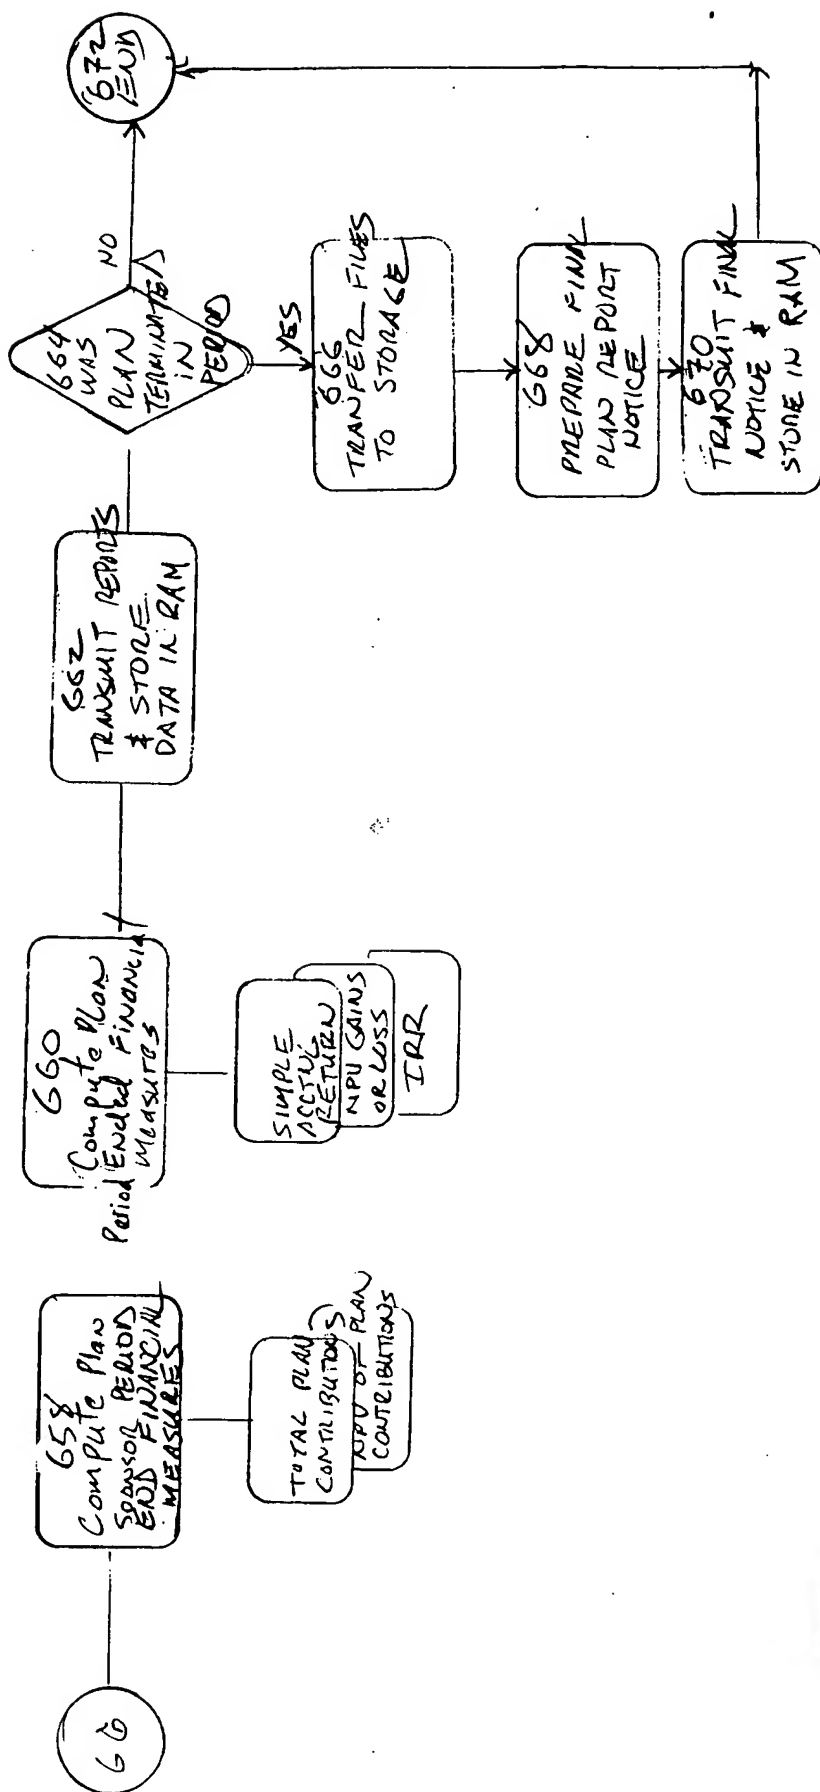 GG
658
Compute Plan
SPONSOR PERIOD
END FINANCIAL
MEASURES
TOTAL PLAN
CONTRIBUTIONS
NPV OF PLAN
CONTRIBUTIONS
660
Compute Plan
Period Ended Financial
Measures
SIMPLE
ACCTNG
RETURN
NPV GAINS
OR LOSS
IRR
662
TRANSMIT REPORTS
& STORE
DATA IN RAM
664
WAS
PLAN
TERMINATED
IN
PERIOD
NO
672
END
YES
666
TRANFER FILES
TO STORAGE
668
PREPARE FINAL
PLAN REPORT
NOTICE
670
TRANSMIT FINAL
NOTICE &
STORE IN RAM